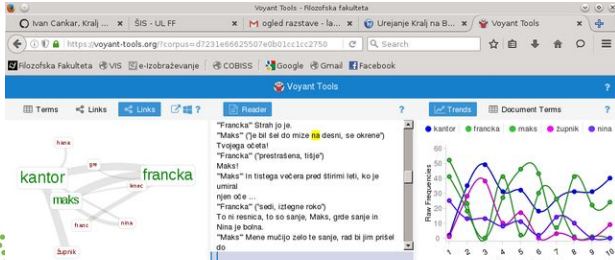 Voyant Tools - Filozofska fakulteta
Ivan Cankar, Kralj ... × ŠIS - UL FF × M ogled razstave - la... × Urejanje Kralj na B... × Voyant Tools ×
https://voyant-tools.org/?corpus=d7231e66625507e0b01cc1cc2750 Search
Filozofska Fakulteta VIS e-Izobraževanje COBISS Google Gmail Facebook
Voyant Tools ?
Terms Links Links ?
Reader ?
Trends Document Terms ?
hana
gre
kantor
francka
lmec
maks
franc
nina
župnik
"Francka" Strah jo je.
"Maks" ("je bil šel do mize na desni, se okrene")
Tvojega očeta!
"Francka" ("prestrašena, tišje")
Maks!
"Maks" In tistega večera pred štirimi leti, ko je
umiral
njen oče ...
"Francka" ("sedi, iztegne roko")
To ni resnica, to so sanje, Maks, grde sanje in
Nina je bolna.
"Maks" Mene mučijo zelo te sanje, rad bi jim prišel
do
kantor francka maks župnik nina
Raw Frequencies
60
50
40
30
20
10
0
1 2 3 4 5 6 7 8 9 10